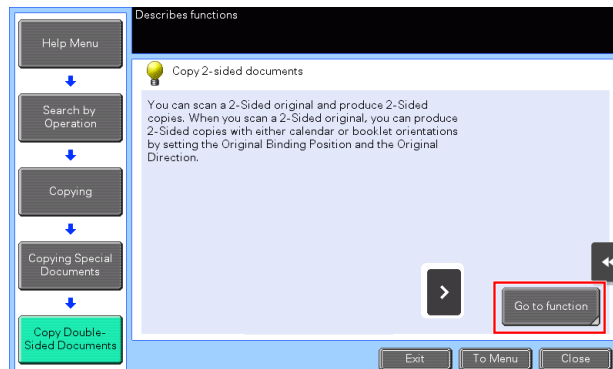 Describes functions
Help Menu
Search by
Operation
Copying
Copying Special
Documents
Copy Double-
Sided Documents
Copy 2-sided documents
You can scan a 2-Sided original and produce 2-Sided
copies. When you scan a 2-Sided original, you can produce
2-Sided copies with either calendar or booklet orientations
by setting the Original Binding Position and the Original
Direction.
Go to function
Exit
To Menu
Close